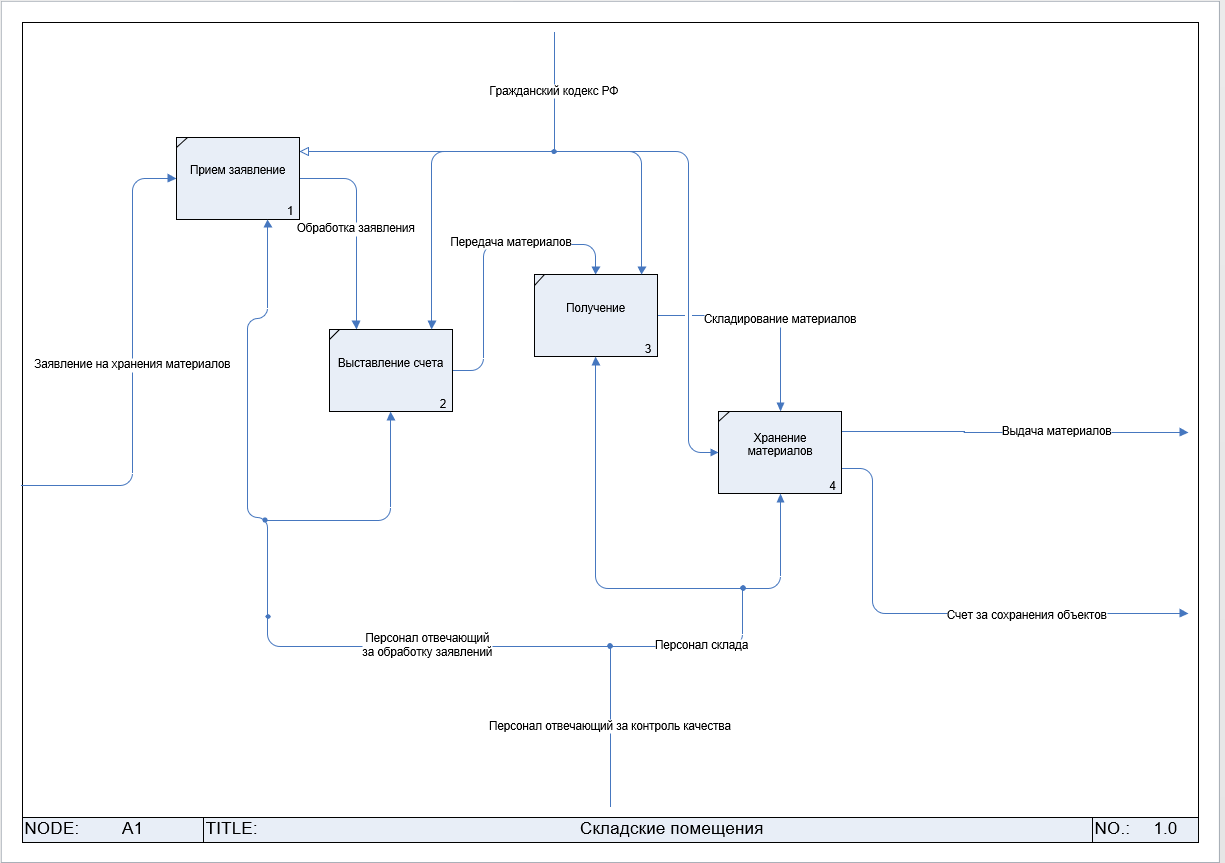 Гражданский кодекс РФ
Прием заявление
1
Обработка заявления
Передача материалов
Получение
3
Складирование материалов
Заявление на хранения материалов
Выставление счета
2
Хранение
материалов
4
Выдача материалов
Счет за сохранения объектов
Персонал отвечающий
за обработку заявлений
Персонал склада
Персонал отвечающий за контроль качества
NODE: A1 TITLE: Складские помещения NO.: 1.0